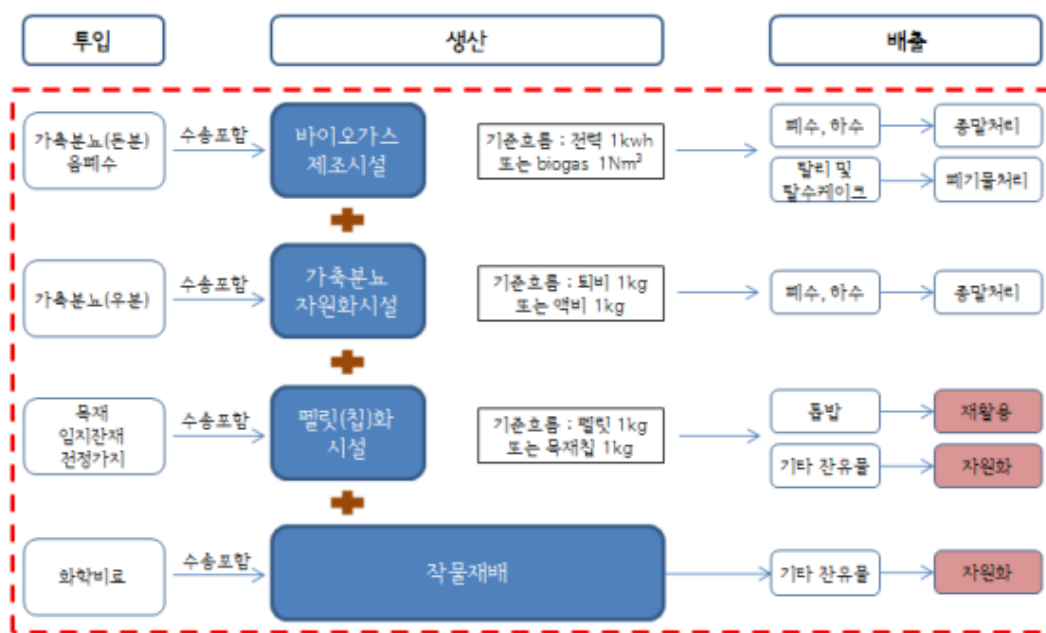 투입
생산
배출
가축분뇨(돈분)
음폐수
수송포함
바이오가스
제조시설
기준흐름 : 전력 1kwh
또는 biogas 1Nm³
폐수, 하수
종말처리
탈리 및
탈수케이크
폐기물처리
가축분뇨(우분)
수송포함
가축분뇨
자원화시설
기준흐름 : 퇴비 1kg
또는 액비 1kg
폐수, 하수
종말처리
목재
임지잔재
전정가지
수송포함
펠릿(칩)화
시설
기준흐름 : 펠릿 1kg
또는 목재칩 1kg
톱밥
재활용
기타 잔유물
자원화
화학비료
수송포함
작물재배
기타 잔유물
자원화